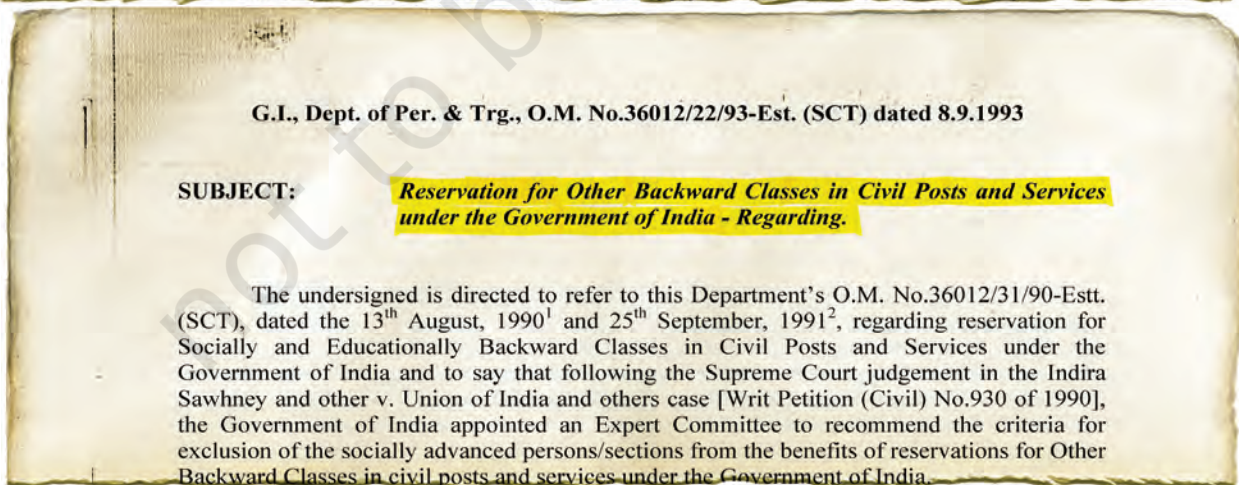 G.I., Dept. of Per. & Trg., O.M. No.36012/22/93-Est. (SCT) dated 8.9.1993
SUBJECT: Reservation for Other Backward Classes in Civil Posts and Services
under the Government of India - Regarding.
The undersigned is directed to refer to this Department's O.M. No.36012/31/90-Estt.
(SCT), dated the 13th August, 1990¹ and 25th September, 1991², regarding reservation for
Socially and Educationally Backward Classes in Civil Posts and Services under the
Government of India and to say that following the Supreme Court judgement in the Indira
Sawhney and other v. Union of India and others case [Writ Petition (Civil) No.930 of 1990],
the Government of India appointed an Expert Committee to recommend the criteria for
exclusion of the socially advanced persons/sections from the benefits of reservations for Other
Backward Classes in civil posts and services under the Government of India.
not to b